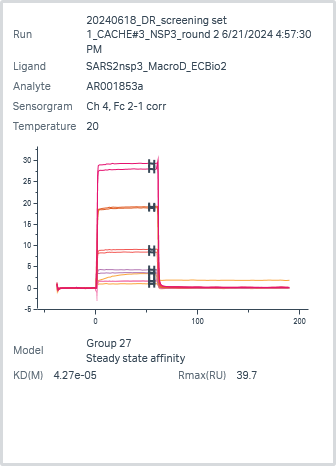 20240618_DR_screening set
Run 1_CACHE#3_NSP3_round 2 6/21/2024 4:57:30
PM
Ligand SARS2nsp3_MacroD_ECBio2
Analyte AR001853a
Sensorgram Ch 4, Fc 2-1 corr
Temperature 20
30
25
20
15
10
5
0
-5
0 100 200
Model Group 27
Steady state affinity
KD(M) 4.27e-05 Rmax(RU) 39.7